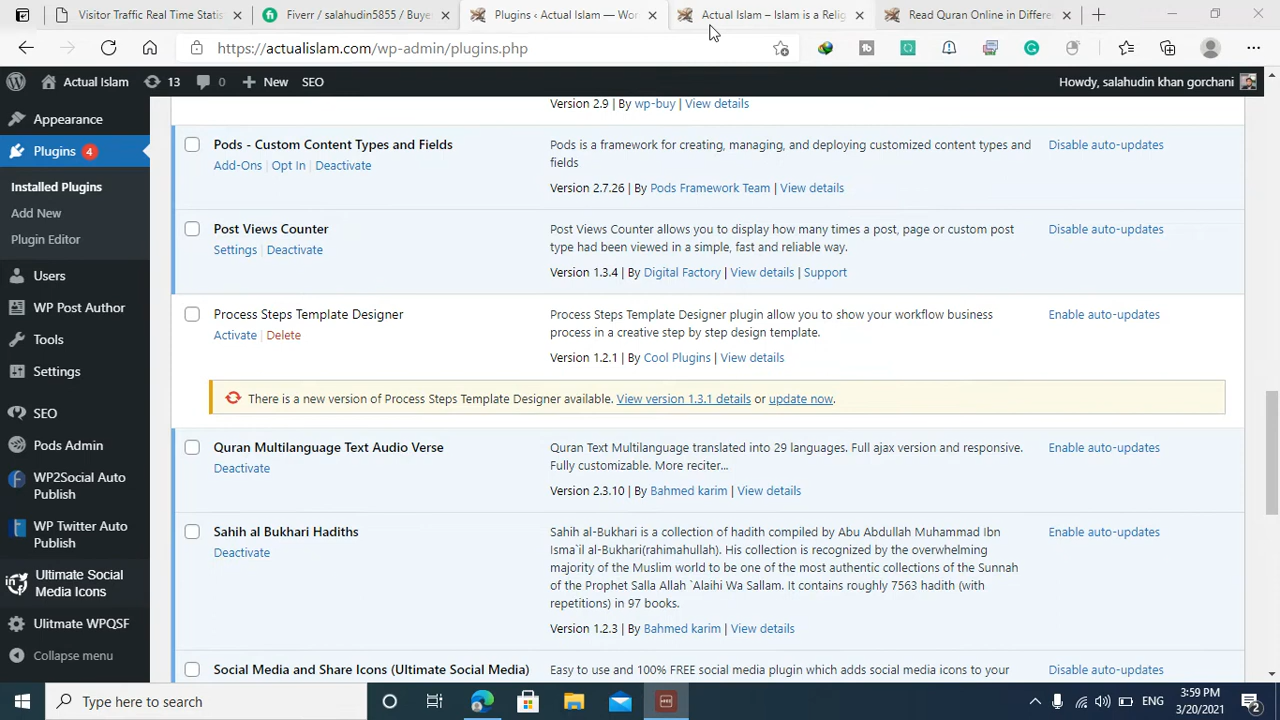 Visitor Traffic Real Time Statis
Fiverr / salahudin5855 / Buye
Plugins ‹ Actual Islam — Wor
Actual Islam – Islam is a Relig
Read Quran Online in Differe
https://actualislam.com/wp-admin/plugins.php
Actual Islam
13
0
New
SEO
Howdy, salahudin khan gorchani
Appearance
Plugins 4
Installed Plugins
Add New
Plugin Editor
Users
WP Post Author
Tools
Settings
SEO
Pods Admin
WP2Social Auto
Publish
WP Twitter Auto
Publish
Ultimate Social
Media Icons
Ulitmate WPQSF
Collapse menu
Version 2.9 | By wp-buy | View details
Pods - Custom Content Types and Fields
Add-Ons | Opt In | Deactivate
Pods is a framework for creating, managing, and deploying customized content types and
fields
Version 2.7.26 | By Pods Framework Team | View details
Disable auto-updates
Post Views Counter
Settings | Deactivate
Post Views Counter allows you to display how many times a post, page or custom post
type had been viewed in a simple, fast and reliable way.
Version 1.3.4 | By Digital Factory | View details | Support
Disable auto-updates
Process Steps Template Designer
Activate | Delete
Process Steps Template Designer plugin allow you to show your workflow business
process in a creative step by step design template.
Version 1.2.1 | By Cool Plugins | View details
Enable auto-updates
There is a new version of Process Steps Template Designer available. View version 1.3.1 details or update now.
Quran Multilanguage Text Audio Verse
Deactivate
Quran Text Multilanguage translated into 29 languages. Full ajax version and responsive.
Fully customizable. More reciter...
Version 2.3.10 | By Bahmed karim | View details
Enable auto-updates
Sahih al Bukhari Hadiths
Deactivate
Sahih al-Bukhari is a collection of hadith compiled by Abu Abdullah Muhammad Ibn
Isma`il al-Bukhari(rahimahullah). His collection is recognized by the overwhelming
majority of the Muslim world to be one of the most authentic collections of the Sunnah
of the Prophet Salla Allah `Alaihi Wa Sallam. It contains roughly 7563 hadith (with
repetitions) in 97 books.
Version 1.2.3 | By Bahmed karim | View details
Enable auto-updates
Social Media and Share Icons (Ultimate Social Media)
Easy to use and 100% FREE social media plugin which adds social media icons to your
Disable auto-updates
Type here to search
ENG
3:59 PM
3/20/2021
2